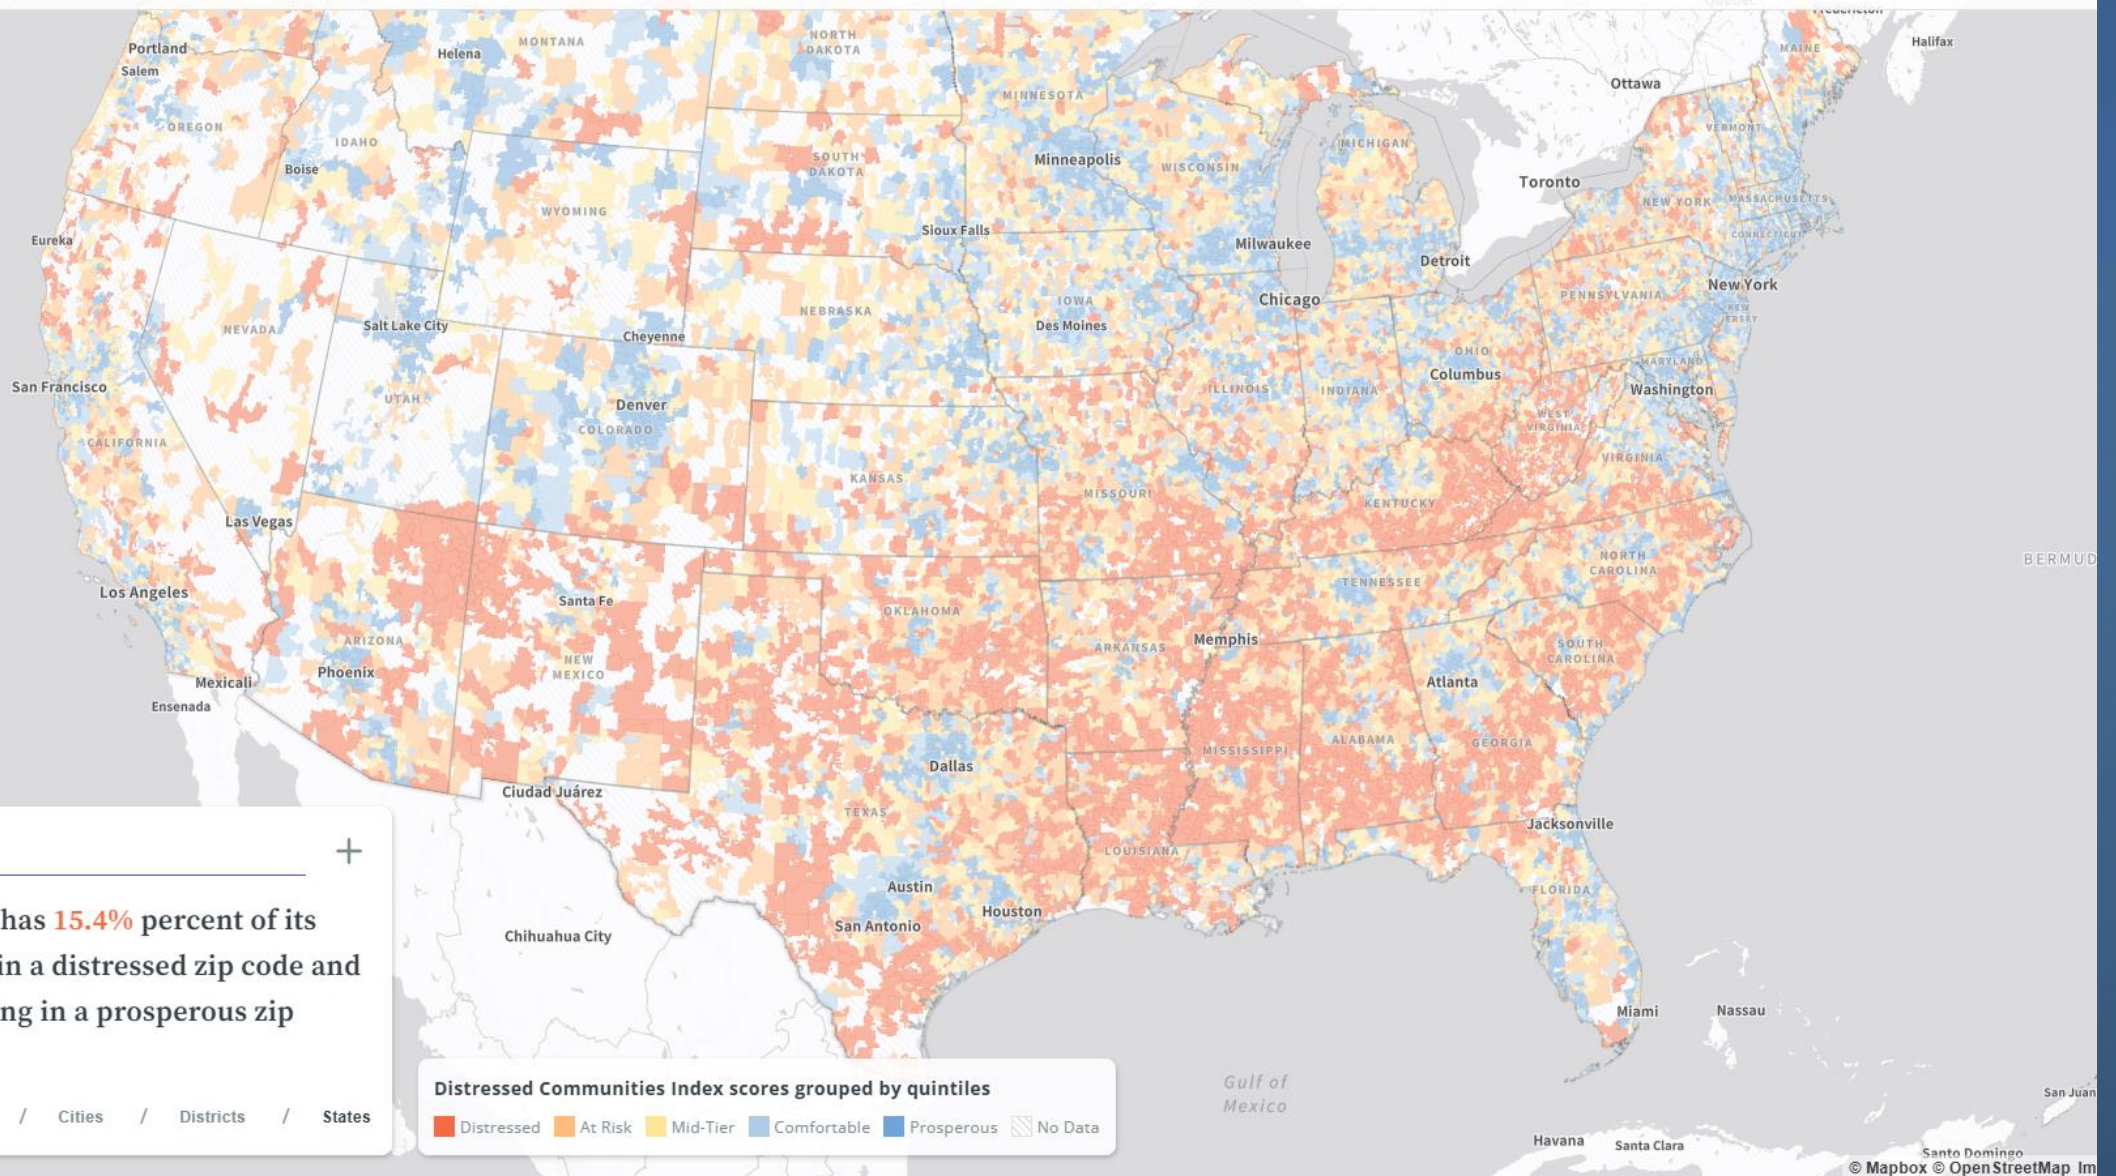 Halifax
Portland
Helena
MONTANA
NORTH
DAKOTA
MAINE
Salem
Ottawa
MINNESOTA
OREGON
IDAHO
VERMONT
MICHIGAN
Boise
SOUTH
DAKOTA
Minneapolis
WISCONSIN
Toronto
NEW YORK
MASSACHUSETTS
WYOMING
Eureka
Sioux Falls
Milwaukee
CONNECTICUT
Detroit
New York
PENNSYLVANIA
Chicago
NEBRASKA
IOWA
NEW
JERSEY
NEVADA
Salt Lake City
Cheyenne
Des Moines
OHIO
MARYLAND
San Francisco
UTAH
Denver
COLORADO
ILLINOIS
INDIANA
Columbus
Washington
WEST
VIRGINIA
CALIFORNIA
VIRGINIA
KANSAS
MISSOURI
KENTUCKY
Las Vegas
NORTH
CAROLINA
BERMUD
TENNESSEE
Los Angeles
Santa Fe
OKLAHOMA
ARIZONA
ARKANSAS
Memphis
SOUTH
CAROLINA
Phoenix
NEW
MEXICO
Mexicali
Atlanta
Ensenada
MISSISSIPPI
ALABAMA
GEORGIA
Dallas
Ciudad Juárez
TEXAS
Jacksonville
LOUISIANA
Austin
FLORIDA
Houston
San Antonio
Chihuahua City
Miami
Nassau
+
has 15.4% percent of its
in a distressed zip code and
ng in a prosperous zip
/ Cities / Districts / States
Distressed Communities Index scores grouped by quintiles
Distressed At Risk Mid-Tier Comfortable Prosperous No Data
Gulf of
Mexico
San Juan
Havana
Santa Clara
Santo Domingo
© Mapbox © OpenStreetMap Im